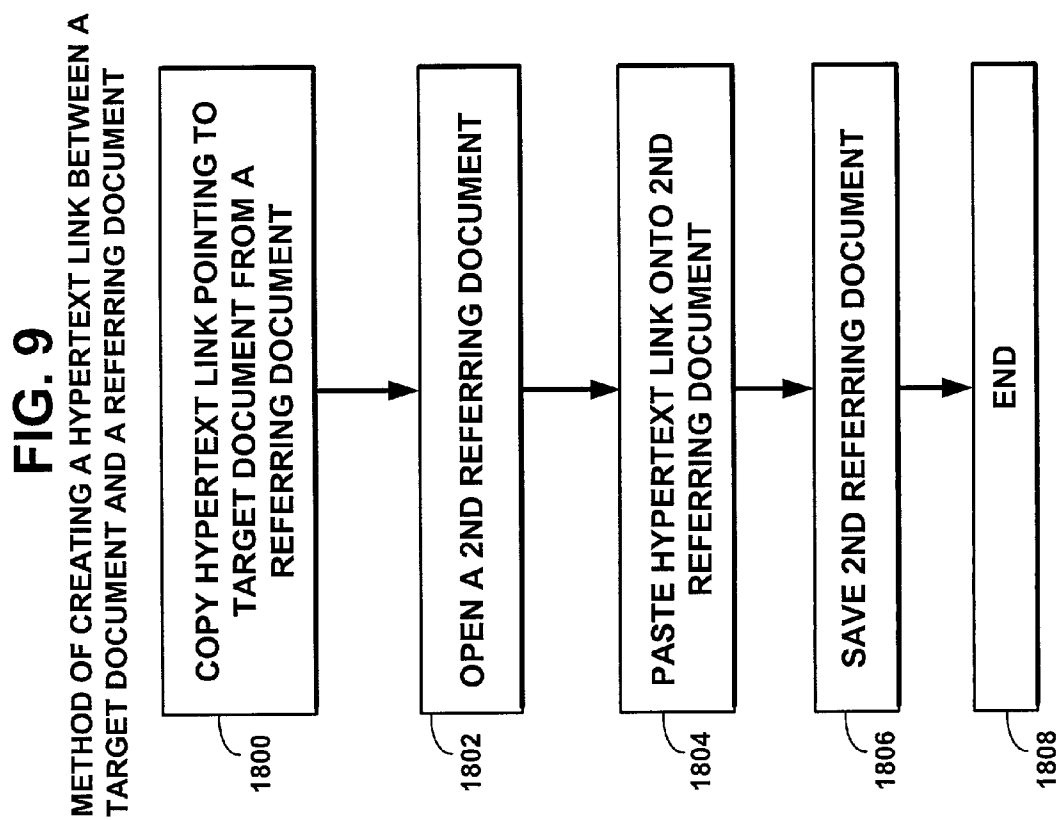 FIG. 9
METHOD OF CREATING A HYPERTEXT LINK BETWEEN A
TARGET DOCUMENT AND A REFERRING DOCUMENT
COPY HYPERTEXT LINK POINTING TO
TARGET DOCUMENT FROM A
REFERRING DOCUMENT
1800
OPEN A 2ND REFERRING DOCUMENT
1802
PASTE HYPERTEXT LINK ONTO 2ND
REFERRING DOCUMENT
1804
SAVE 2ND REFERRING DOCUMENT
1806
END
1808